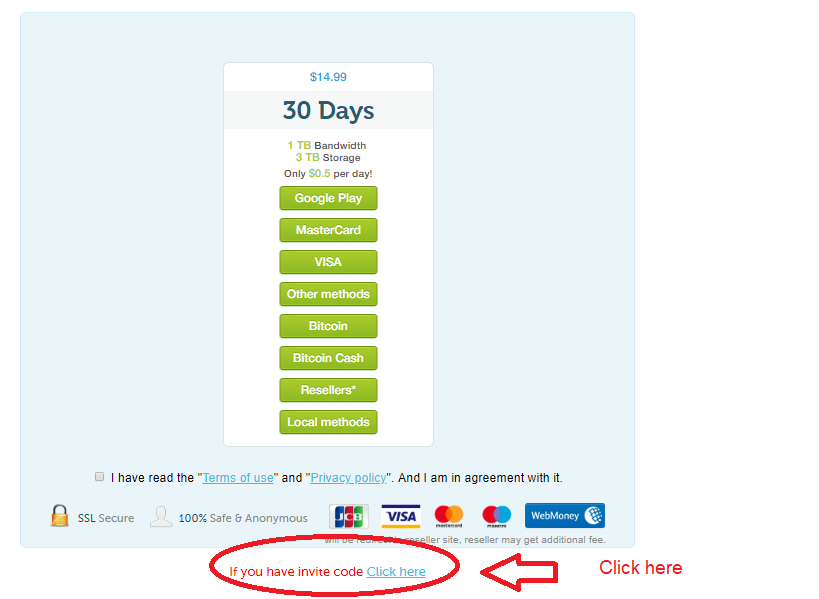 $14.99
30 Days
1 TB Bandwidth
3 TB Storage
Only $0.5 per day!
Google Play
MasterCard
VISA
Other methods
Bitcoin
Bitcoin Cash
Resellers*
Local methods
I have read the "Terms of use" and "Privacy policy". And I am in agreement with it.
SSL Secure 100% Safe & Anonymous JCB VISA mastercard maestro WebMoney
will be redirect reseller site, reseller may get additional fee.
If you have invite code Click here
Click here